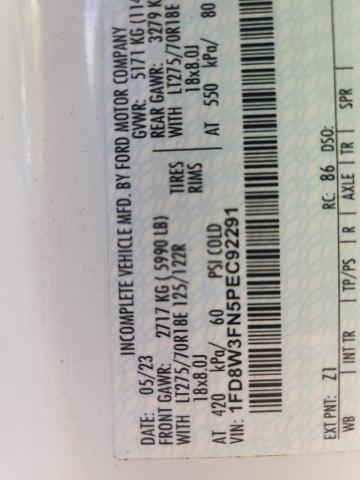 INCOMPLETE VEHICLE MFD. BY FORD MOTOR COMPANY
DATE: 05/23 GVWR: 5171 KG (114
FRONT GAWR: 2717 KG (5990 LB) REAR GAWR: 3279 K
WITH LT275/70R18E 125/122R TIRES WITH LT275/70R18E
18x8.0J RIMS 18x8.0J
AT 420 kPa/ 60 PSI COLD AT 550 kPa/ 80
VIN: 1FD8W3FN5PEC92291
EXT PNT: Z1 RC: 86 DSO:
WB INT TR TP/PS R AXLE TR SPR